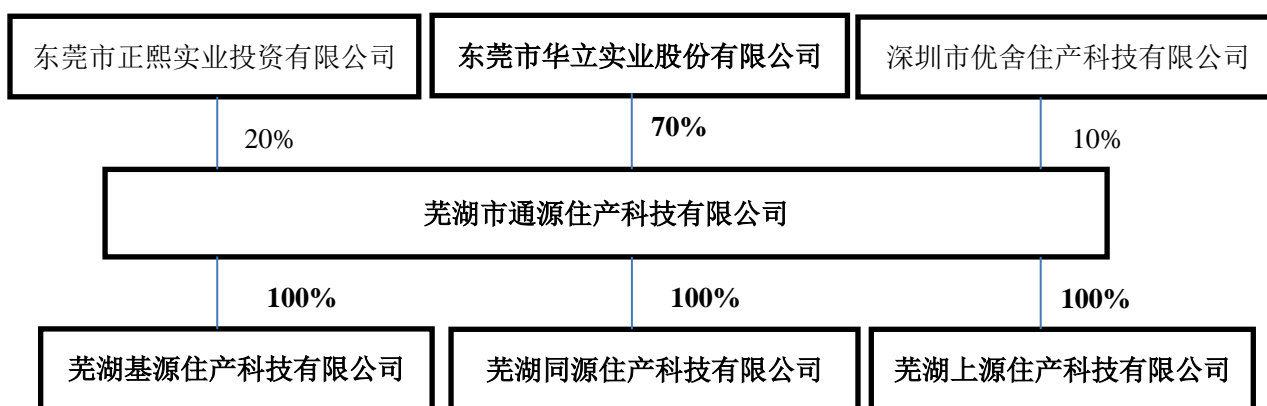 东莞市正熙实业投资有限公司
东莞市华立实业股份有限公司
深圳市优舍住产科技有限公司
20%
70%
10%
芜湖市通源住产科技有限公司
100%
100%
100%
芜湖基源住产科技有限公司
芜湖同源住产科技有限公司
芜湖上源住产科技有限公司